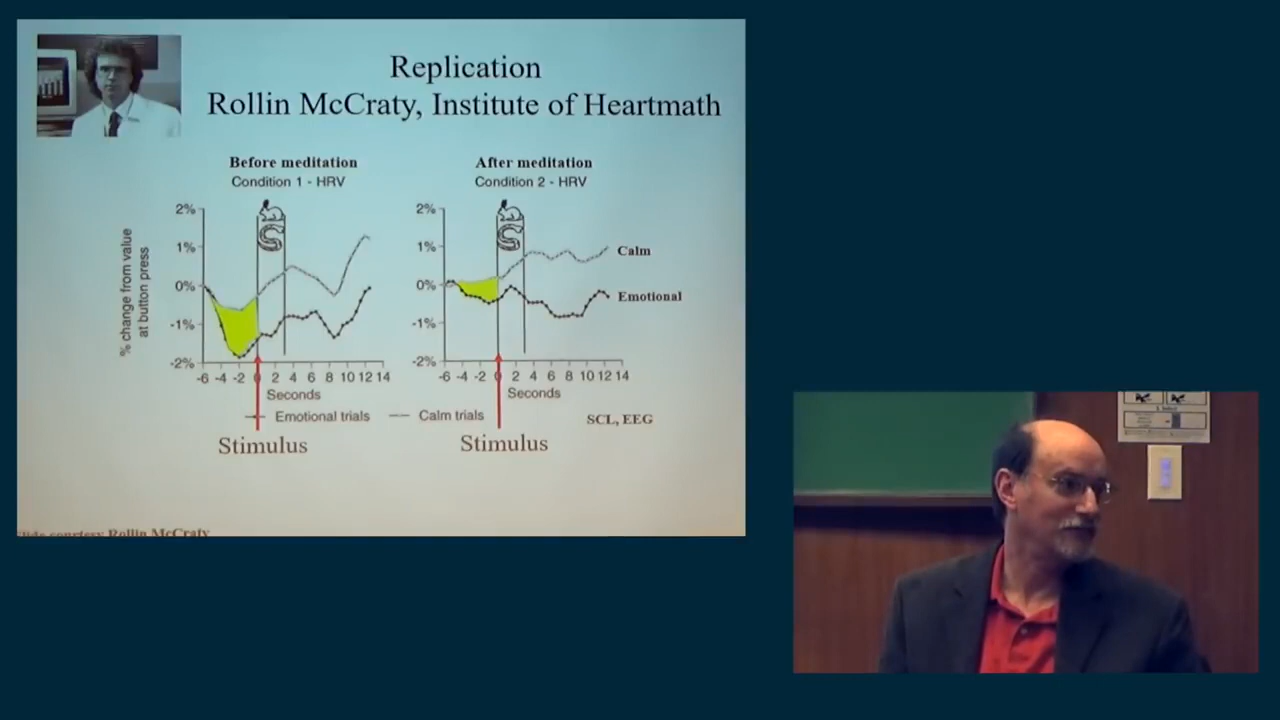 Replication
Rollin McCraty, Institute of Heartmath
Before meditation
Condition 1 - HRV
After meditation
Condition 2 - HRV
% change from value
at button press
2%
1%
0%
-1%
-2%
-6 -4 -2 0 2 4 6 8 10 12 14
Seconds
2%
1%
0%
-1%
-2%
-6 -4 -2 0 2 4 6 8 10 12 14
Seconds
Calm
Emotional
Emotional trials
Calm trials
SCL, EEG
Stimulus
Stimulus
courtesy Rollin McCraty